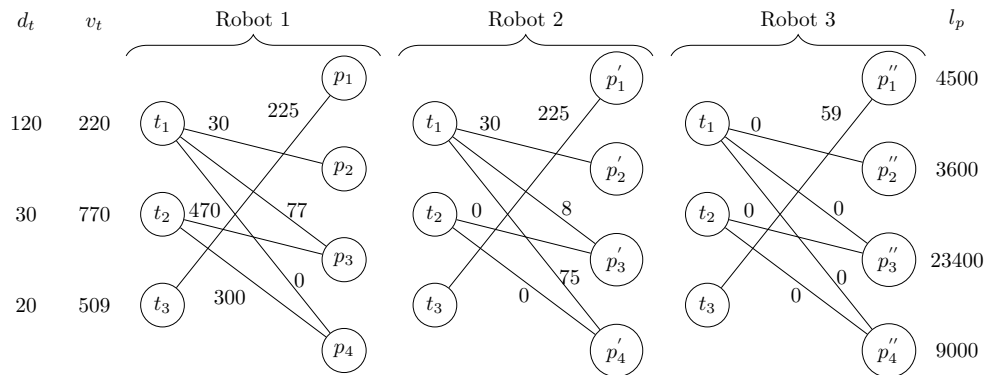 d_t v_t Robot 1 Robot 2 Robot 3 l_p
p_1 p_1' p_1'' 4500
225 225 59
120 220 t_1 30 t_1 30 t_1 0
p_2 p_2' p_2'' 3600
30 770 t_2 470 77 t_2 0 8 t_2 0 0
p_3 p_3' p_3'' 23400
0 75 0
20 509 t_3 300 t_3 0 t_3 0
p_4 p_4' p_4'' 9000